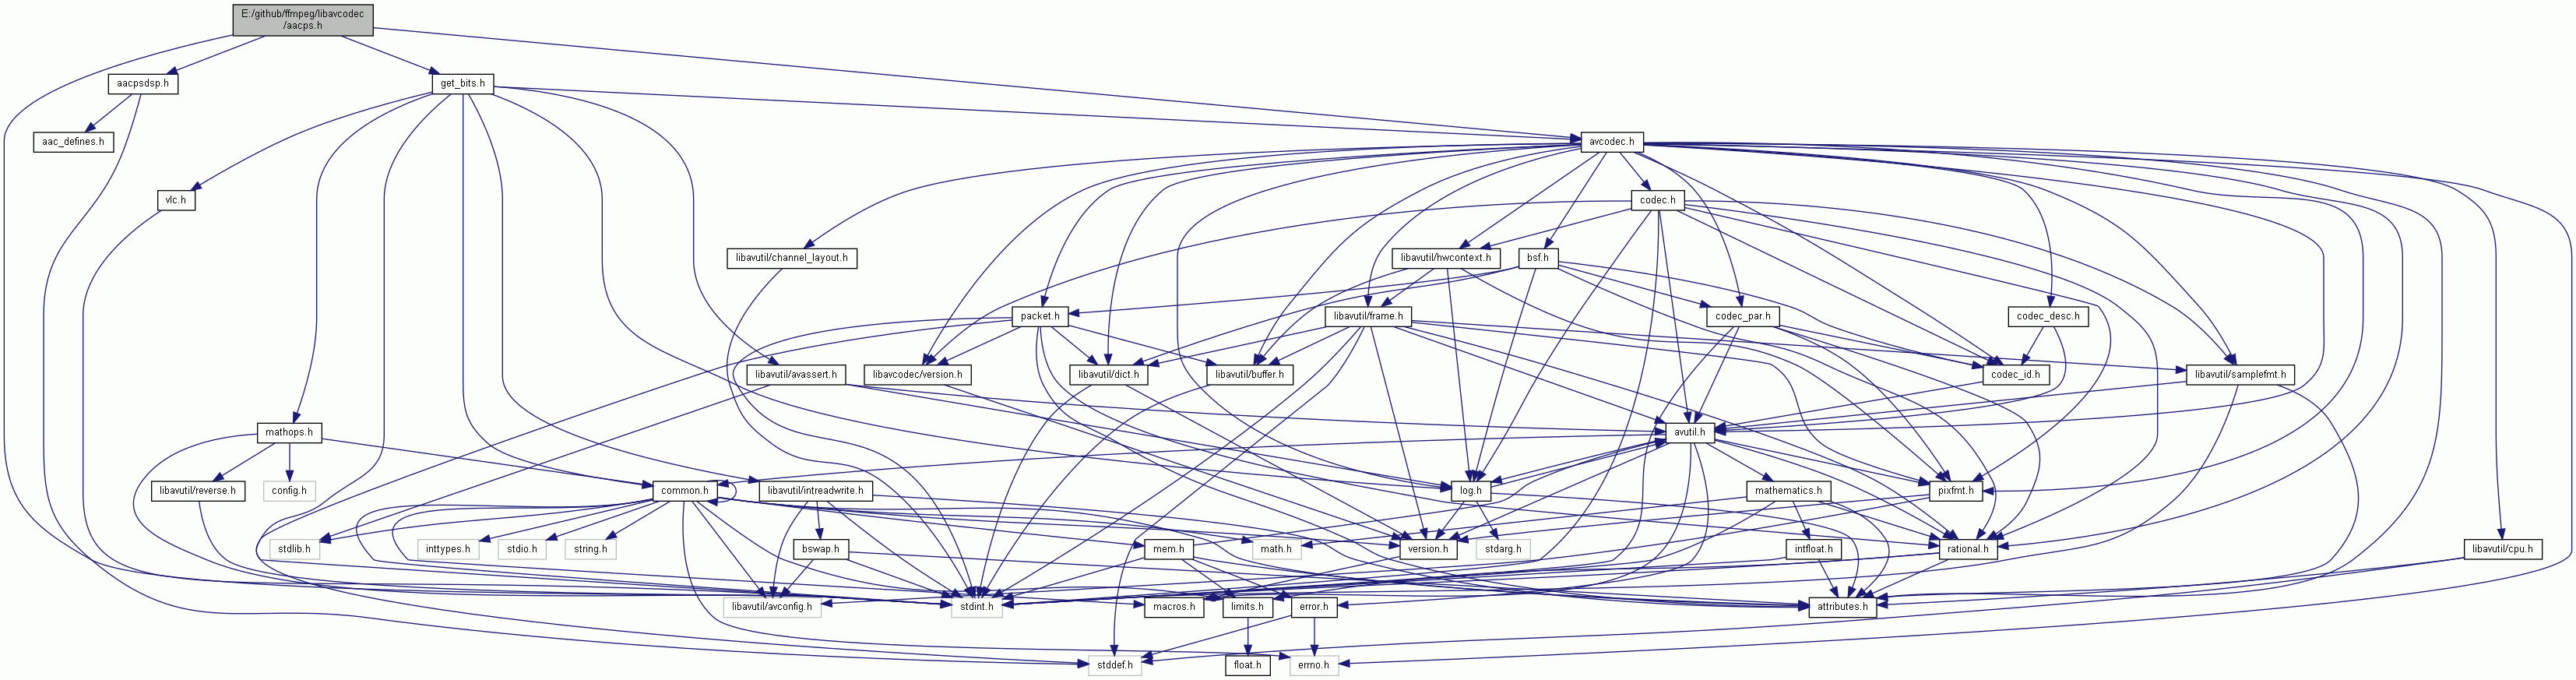 E:/github/ffmpeg/libavcodec
/aacps.h
aacpsdsp.h
get_bits.h
aac_defines.h
avcodec.h
vlc.h
codec.h
libavutil/channel_layout.h
libavutil/hwcontext.h
bsf.h
packet.h
libavutil/frame.h
codec_par.h
codec_desc.h
libavutil/avassert.h
libavcodec/version.h
libavutil/dict.h
libavutil/buffer.h
codec_id.h
libavutil/samplefmt.h
mathops.h
avutil.h
libavutil/reverse.h
config.h
common.h
libavutil/intreadwrite.h
log.h
mathematics.h
pixfmt.h
stdlib.h
inttypes.h
stdio.h
string.h
bswap.h
mem.h
math.h
version.h
stdarg.h
intfloat.h
rational.h
libavutil/cpu.h
libavutil/avconfig.h
stdint.h
macros.h
limits.h
error.h
attributes.h
stddef.h
float.h
errno.h